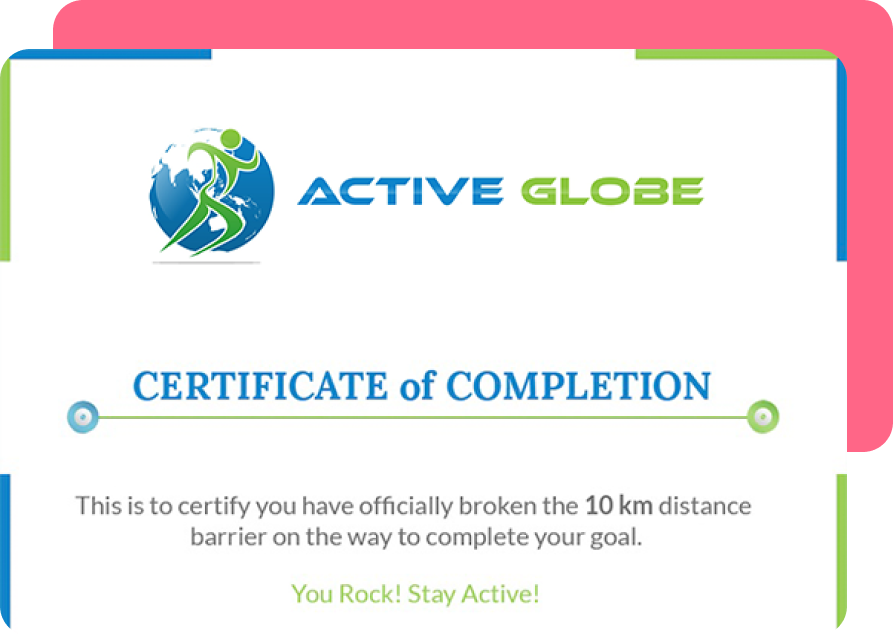 ACTIVE GLOBE
CERTIFICATE of COMPLETION
This is to certify you have officially broken the 10 km distance
barrier on the way to complete your goal.
You Rock! Stay Active!